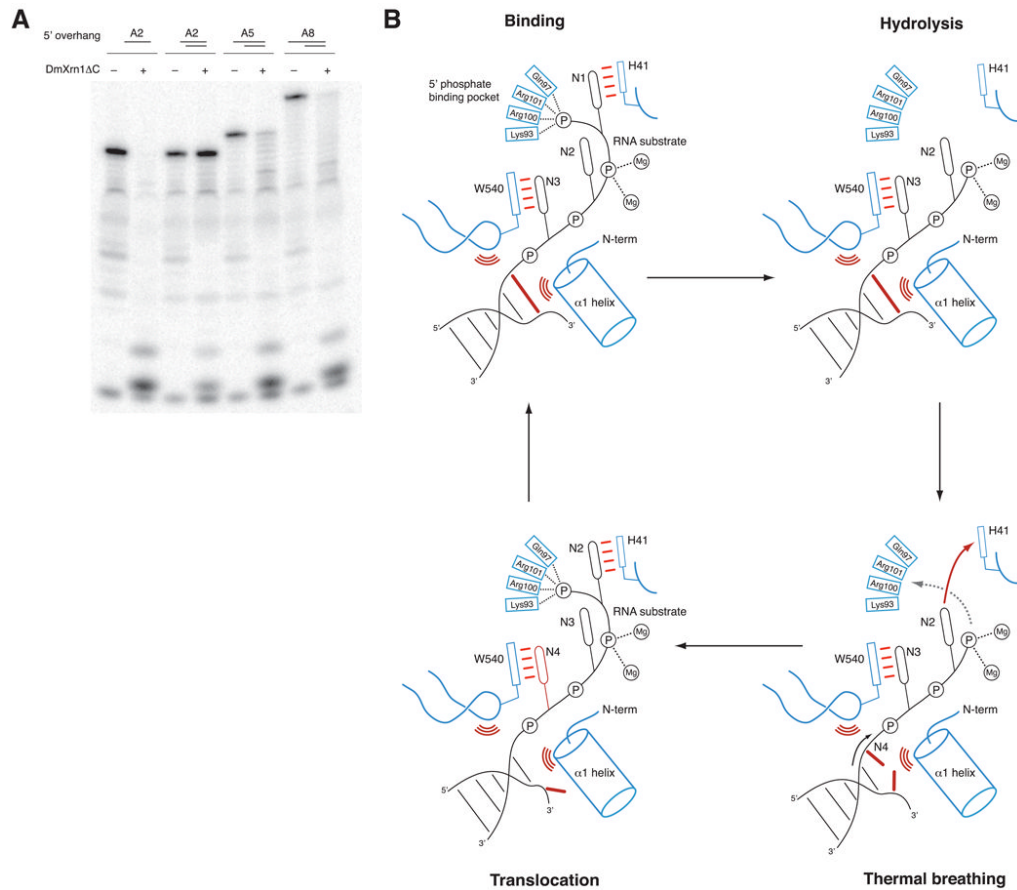 A
5' overhang
A2
A2
A5
A8
DmXrn1ΔC
– + – + – + – +
B
Binding
5' phosphate
binding pocket
Gln97
Arg101
Arg100
Lys93
P
N1
H41
RNA substrate
N2
P
Mg
Mg
W540
N3
P
P
N-term
α1 helix
5'
3'
3'
Hydrolysis
Gln97
Arg101
Arg100
Lys93
H41
N2
P
Mg
Mg
W540
N3
P
P
N-term
α1 helix
5'
3'
3'
Gln97
Arg101
Arg100
Lys93
P
N2
H41
RNA substrate
N3
P
Mg
Mg
W540
N4
P
P
N-term
α1 helix
5'
3'
3'
Translocation
Gln97
Arg101
Arg100
Lys93
H41
N2
P
Mg
Mg
W540
N3
P
P
N-term
N4
α1 helix
5'
3'
3'
Thermal breathing